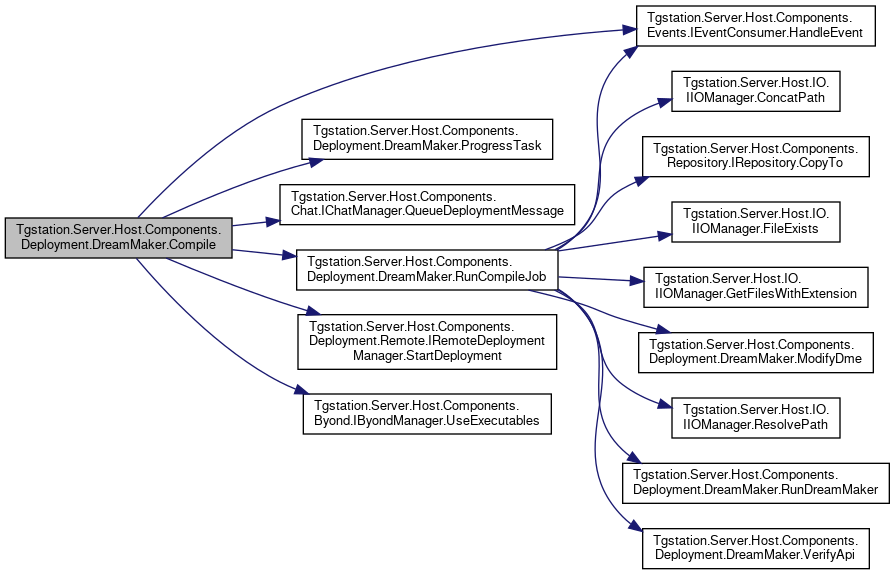 Tgstation.Server.Host.Components.
Deployment.DreamMaker.Compile
Tgstation.Server.Host.Components.
Events.IEventConsumer.HandleEvent
Tgstation.Server.Host.Components.
Deployment.DreamMaker.ProgressTask
Tgstation.Server.Host.Components.
Chat.IChatManager.QueueDeploymentMessage
Tgstation.Server.Host.Components.
Deployment.DreamMaker.RunCompileJob
Tgstation.Server.Host.Components.
Deployment.Remote.IRemoteDeployment
Manager.StartDeployment
Tgstation.Server.Host.Components.
Byond.IByondManager.UseExecutables
Tgstation.Server.Host.IO.
IIOManager.ConcatPath
Tgstation.Server.Host.Components.
Repository.IRepository.CopyTo
Tgstation.Server.Host.IO.
IIOManager.FileExists
Tgstation.Server.Host.IO.
IIOManager.GetFilesWithExtension
Tgstation.Server.Host.Components.
Deployment.DreamMaker.ModifyDme
Tgstation.Server.Host.IO.
IIOManager.ResolvePath
Tgstation.Server.Host.Components.
Deployment.DreamMaker.RunDreamMaker
Tgstation.Server.Host.Components.
Deployment.DreamMaker.VerifyApi